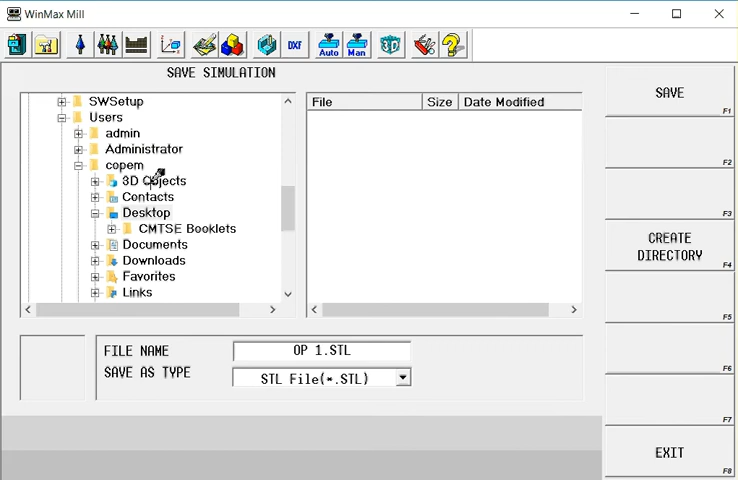 WinMax Mill
DXF
Auto
Man
3D
SAVE SIMULATION
SWSetup
Users
admin
Administrator
copem
3D Objects
Contacts
Desktop
CMTSE Booklets
Documents
Downloads
Favorites
Links
File Size Date Modified
FILE NAME OP 1.STL
SAVE AS TYPE STL File(*.STL)
SAVE
F1
F2
F3
CREATE
DIRECTORY
F4
F5
F6
F7
EXIT
F8